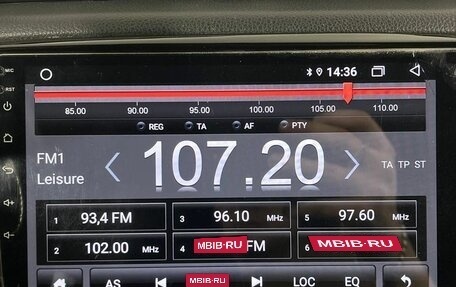 MIC
14:36
RST
85.00 90.00 95.00 100.00 105.00 110.00
REG TA AF PTY
FM1
Leisure
107.20
TA TP ST
1 93,4 FM
3 96.10 MHz
5 97.60 MHz
2 102.00 MHz
4 MBIB.RU FM
6 MBIB.RU
AS MBIB.RU LOC EQ